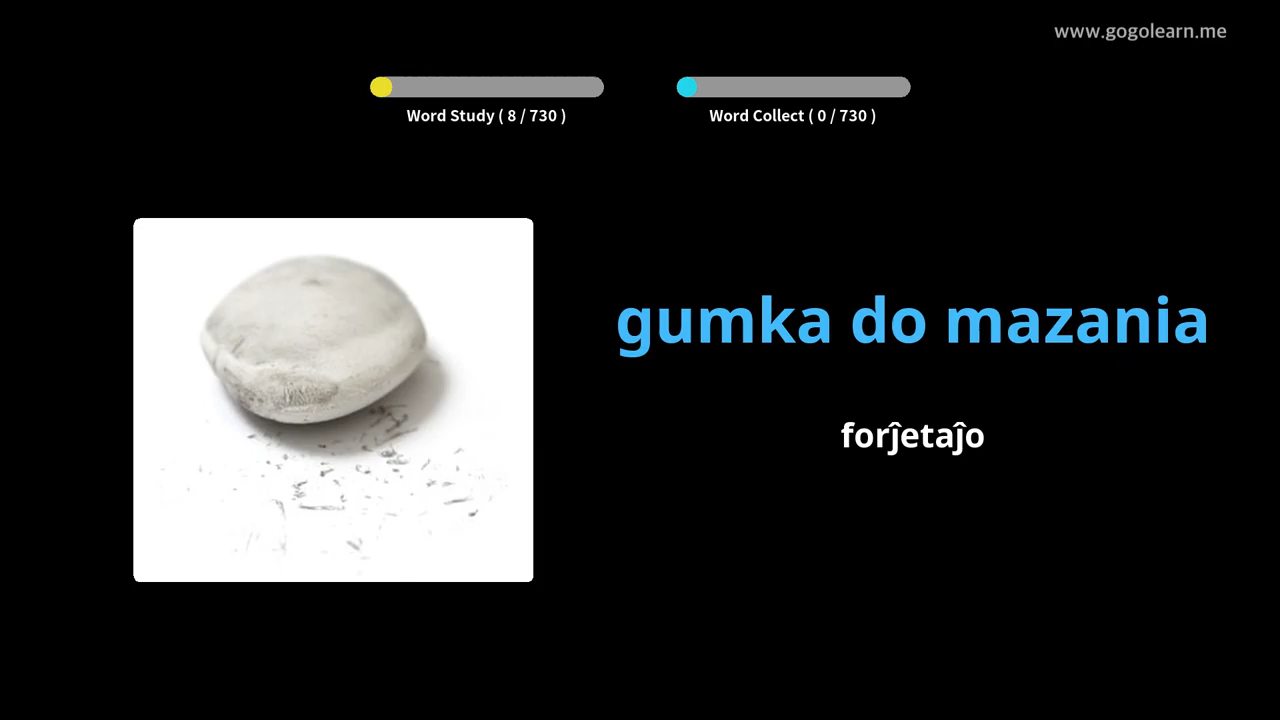 www.gogolearn.me
Word Study ( 8 / 730 )
Word Collect ( 0 / 730 )
gumka do mazania
forĵetaĵo